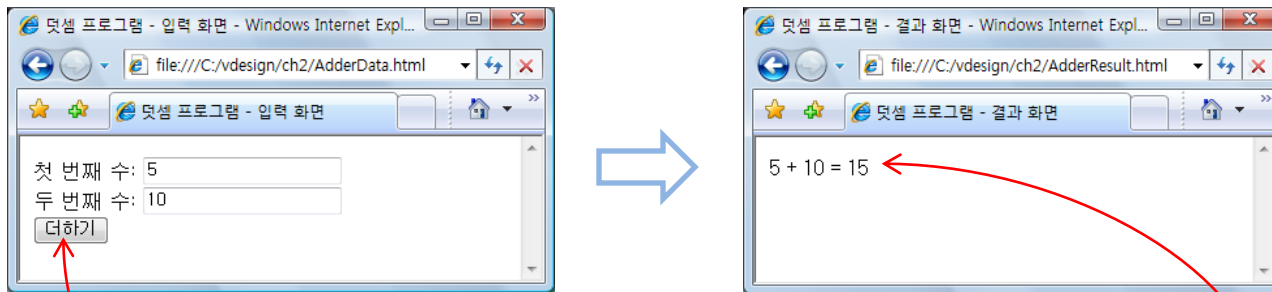 덧셈 프로그램 - 입력 화면 - Windows Internet Expl...
file:///C:/vdesign/ch2/AdderData.html
덧셈 프로그램 - 입력 화면
첫 번째 수: 5
두 번째 수: 10
더하기
덧셈 프로그램 - 결과 화면 - Windows Internet Expl...
file:///C:/vdesign/ch2/AdderResult.html
덧셈 프로그램 - 결과 화면
5 + 10 = 15